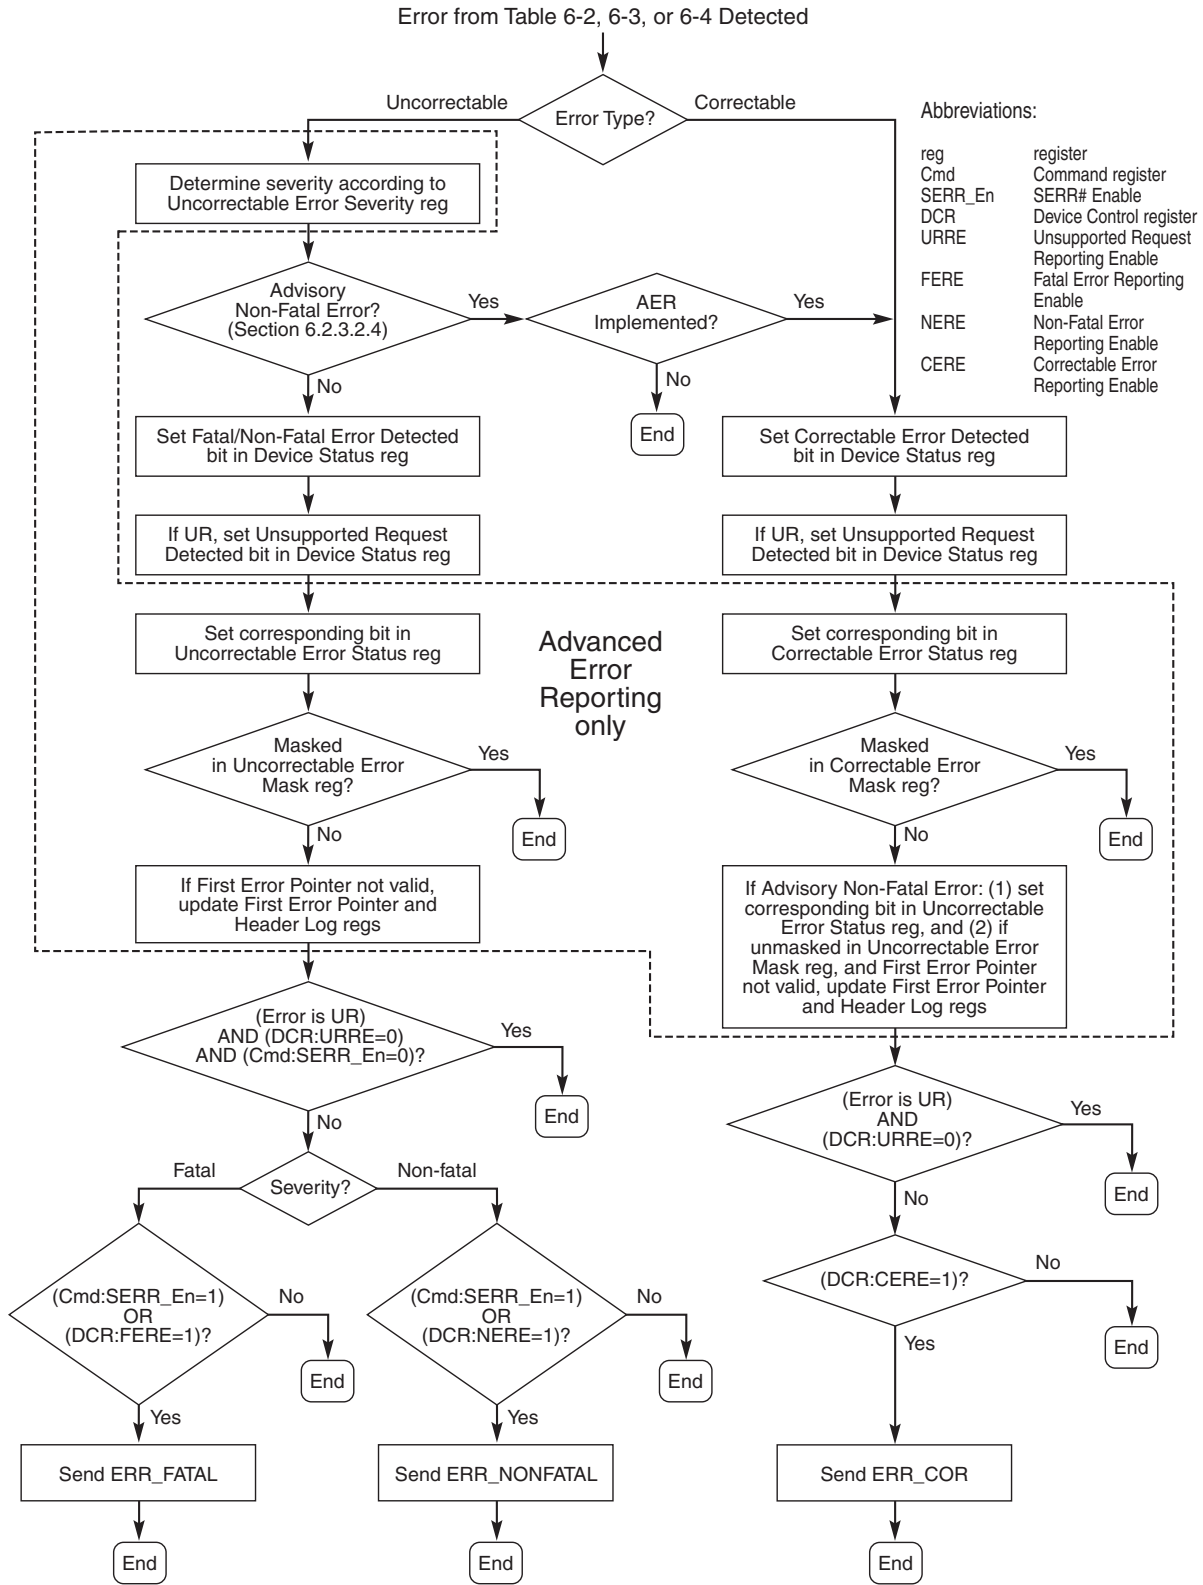 Error from Table 6-2, 6-3, or 6-4 Detected
Uncorrectable
Error Type?
Correctable
Abbreviations:
reg register
Cmd Command register
SERR_En SERR# Enable
DCR Device Control register
URRE Unsupported Request
Reporting Enable
FERE Fatal Error Reporting
Enable
NERE Non-Fatal Error
Reporting Enable
CERE Correctable Error
Reporting Enable
Determine severity according to
Uncorrectable Error Severity reg
Advisory
Non-Fatal Error?
(Section 6.2.3.2.4)
Yes
No
AER
Implemented?
Yes
No
End
Set Fatal/Non-Fatal Error Detected
bit in Device Status reg
Set Correctable Error Detected
bit in Device Status reg
If UR, set Unsupported Request
Detected bit in Device Status reg
If UR, set Unsupported Request
Detected bit in Device Status reg
Set corresponding bit in
Uncorrectable Error Status reg
Advanced
Error
Reporting
only
Set corresponding bit in
Correctable Error Status reg
Masked
in Uncorrectable Error
Mask reg?
Yes
End
No
Masked
in Correctable Error
Mask reg?
Yes
End
No
If First Error Pointer not valid,
update First Error Pointer and
Header Log regs
If Advisory Non-Fatal Error: (1) set
corresponding bit in Uncorrectable
Error Status reg, and (2) if
unmasked in Uncorrectable Error
Mask reg, and First Error Pointer
not valid, update First Error Pointer
and Header Log regs
(Error is UR)
AND (DCR:URRE=0)
AND (Cmd:SERR_En=0)?
Yes
End
No
(Error is UR)
AND
(DCR:URRE=0)?
Yes
End
No
Fatal
Severity?
Non-fatal
(Cmd:SERR_En=1)
OR
(DCR:FERE=1)?
No
End
Yes
(Cmd:SERR_En=1)
OR
(DCR:NERE=1)?
No
End
Yes
(DCR:CERE=1)?
No
End
Yes
Send ERR_FATAL
Send ERR_NONFATAL
Send ERR_COR
End
End
End